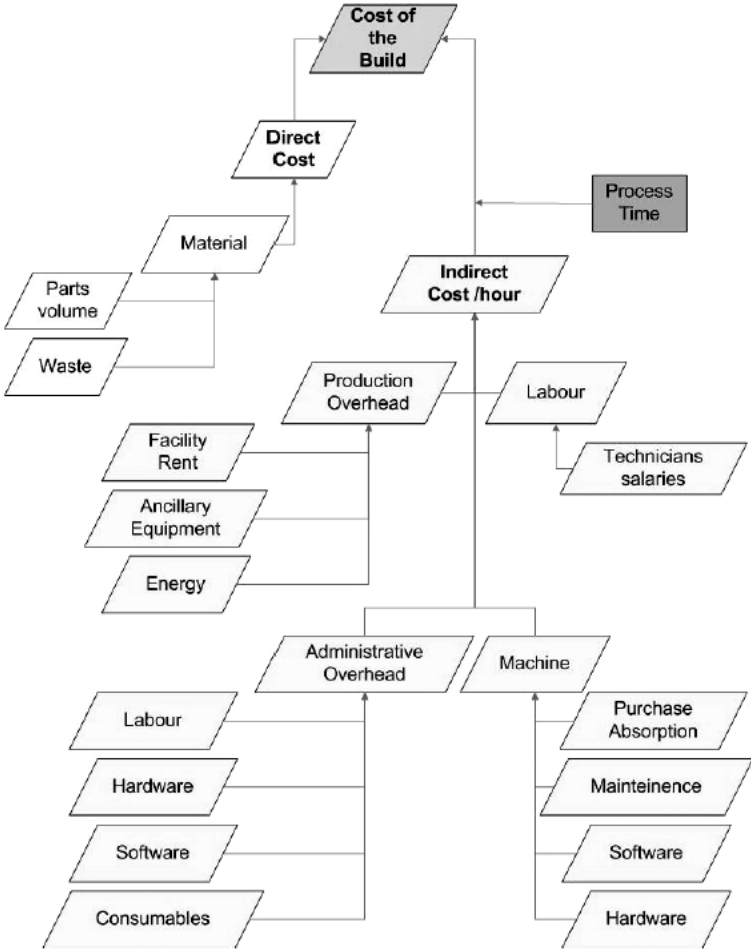 Cost of
the
Build
Direct
Cost
Process
Time
Material
Indirect
Cost /hour
Parts
volume
Waste
Production
Overhead
Labour
Facility
Rent
Technicians
salaries
Ancillary
Equipment
Energy
Administrative
Overhead
Machine
Labour
Purchase
Absorption
Hardware
Mainteinence
Software
Software
Consumables
Hardware